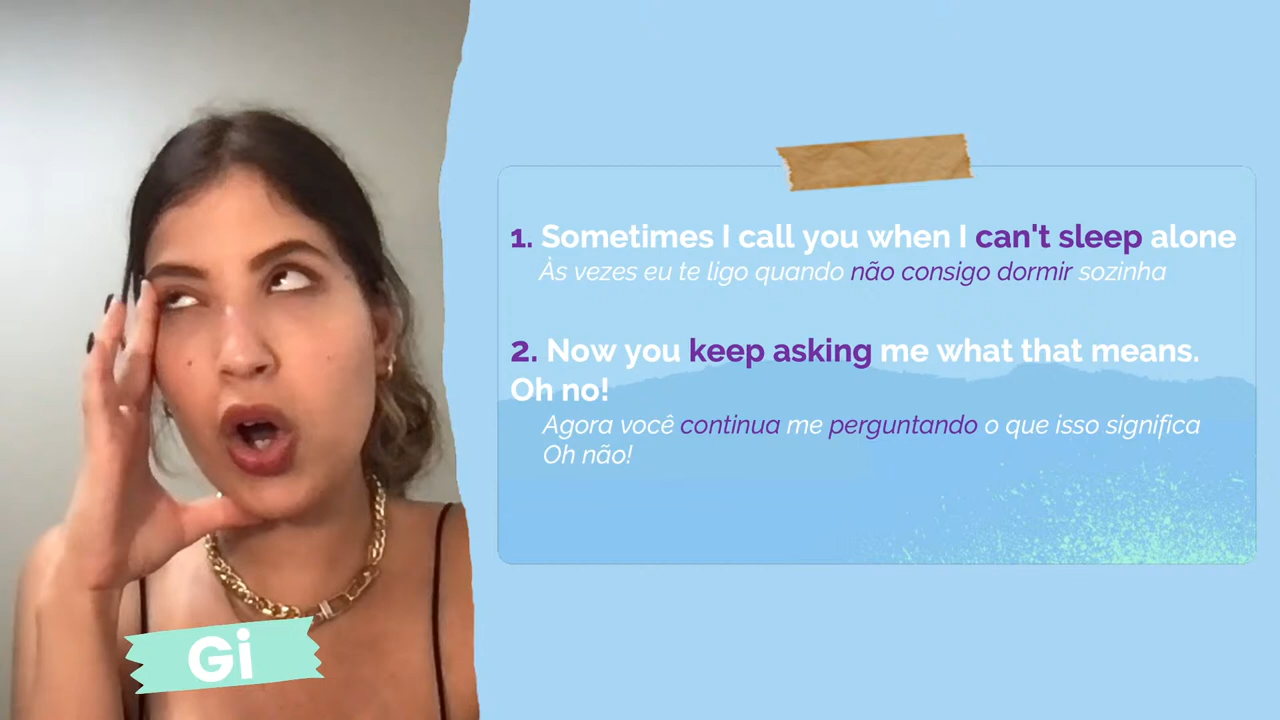 1. Sometimes I call you when I can't sleep alone
Às vezes eu te ligo quando não consigo dormir sozinha
2. Now you keep asking me what that means.
Oh no!
Agora você continua me perguntando o que isso significa
Oh não!
Gi